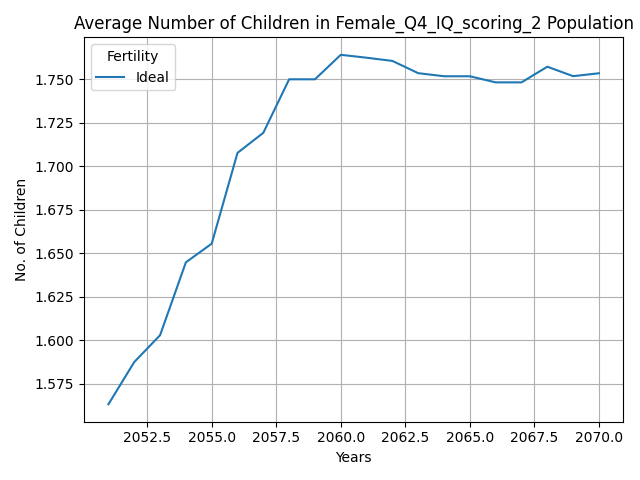 Average Number of Children in Female_Q4_IQ_scoring_2 Population
Fertility
Ideal
No. of Children
1.750
1.725
1.700
1.675
1.650
1.625
1.600
1.575
2052.5 2055.0 2057.5 2060.0 2062.5 2065.0 2067.5 2070.0
Years